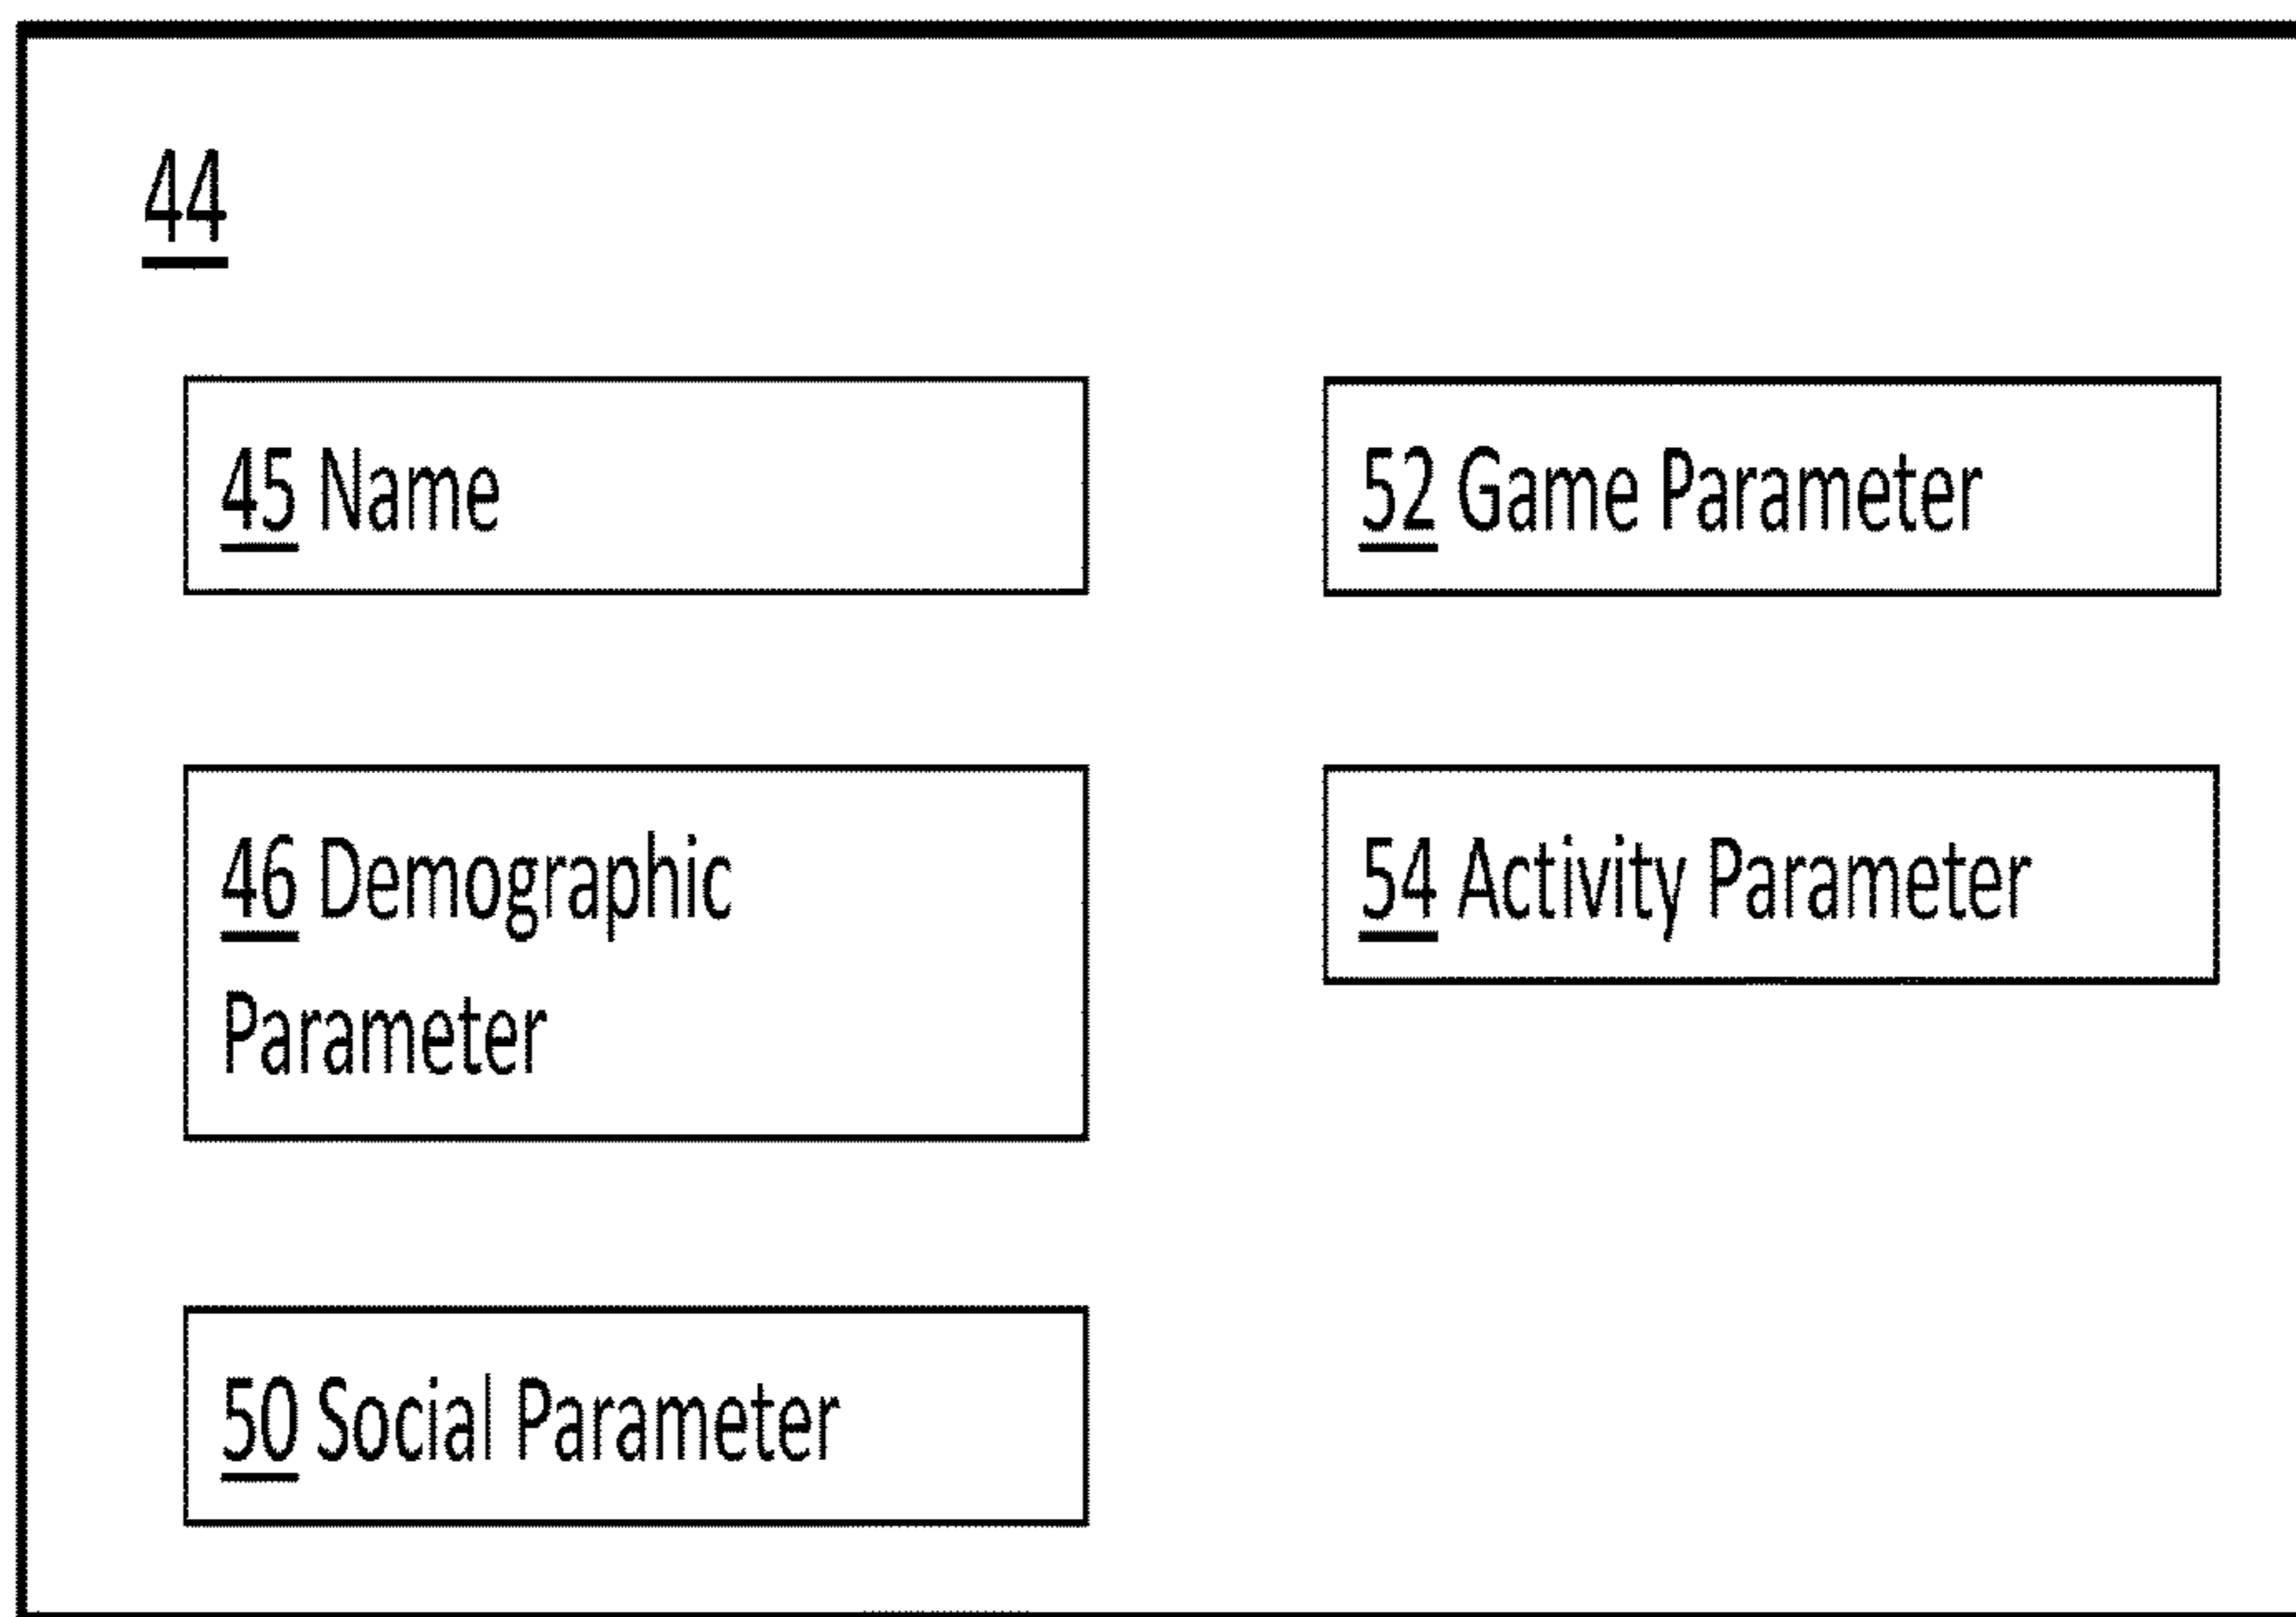 44
45 Name
52 Game Parameter
46 Demographic
Parameter
54 Activity Parameter
50 Social Parameter